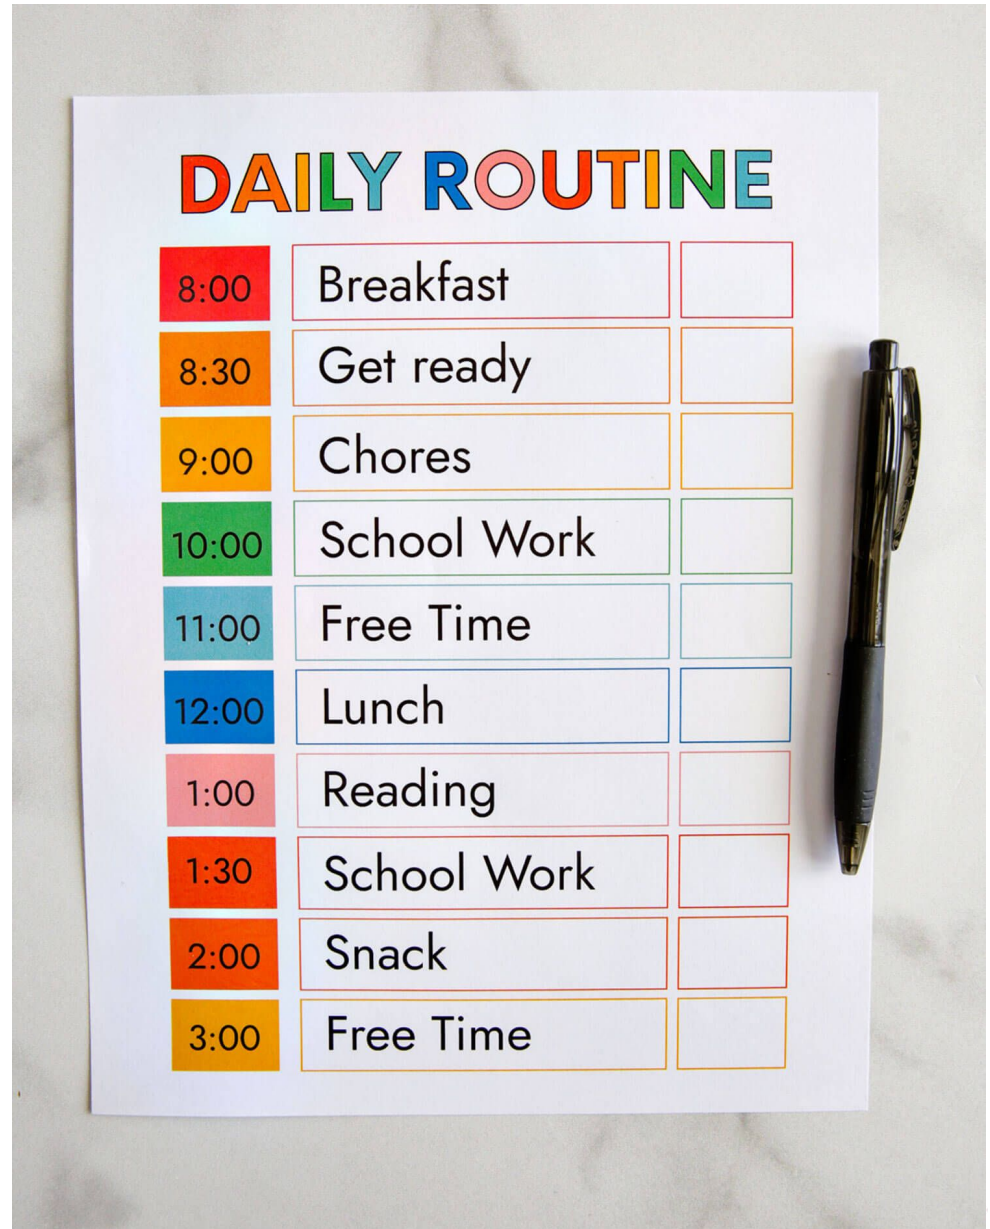 DAILY ROUTINE
8:00 Breakfast
8:30 Get ready
9:00 Chores
10:00 School Work
11:00 Free Time
12:00 Lunch
1:00 Reading
1:30 School Work
2:00 Snack
3:00 Free Time